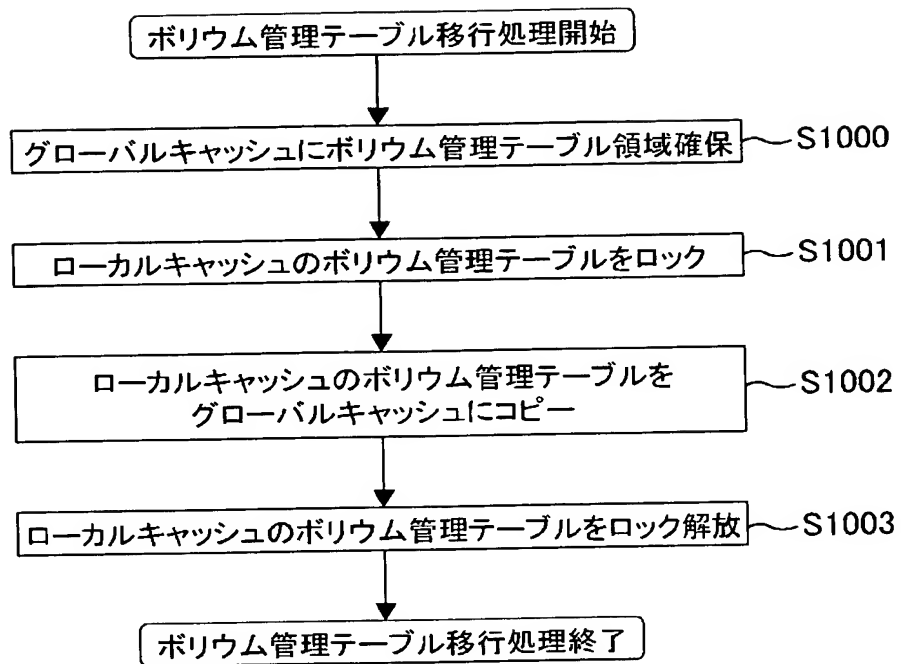 ボリウム管理テーブル移行処理開始
グローバルキャッシュにボリウム管理テーブル領域確保
S1000
ローカルキャッシュのボリウム管理テーブルをロック
S1001
ローカルキャッシュのボリウム管理テーブルを
グローバルキャッシュにコピー
S1002
ローカルキャッシュのボリウム管理テーブルをロック解放
S1003
ボリウム管理テーブル移行処理終了